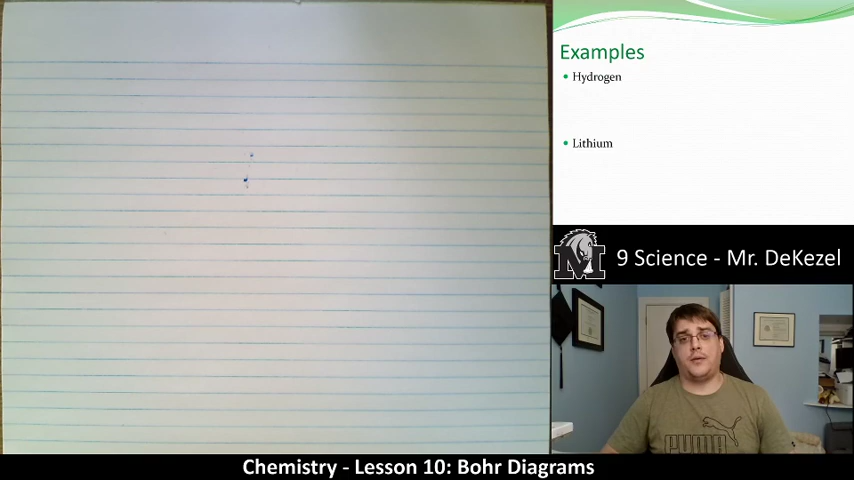 Examples
• Hydrogen
• Lithium
M
9 Science - Mr. DeKezel
PUMA
Chemistry - Lesson 10: Bohr Diagrams